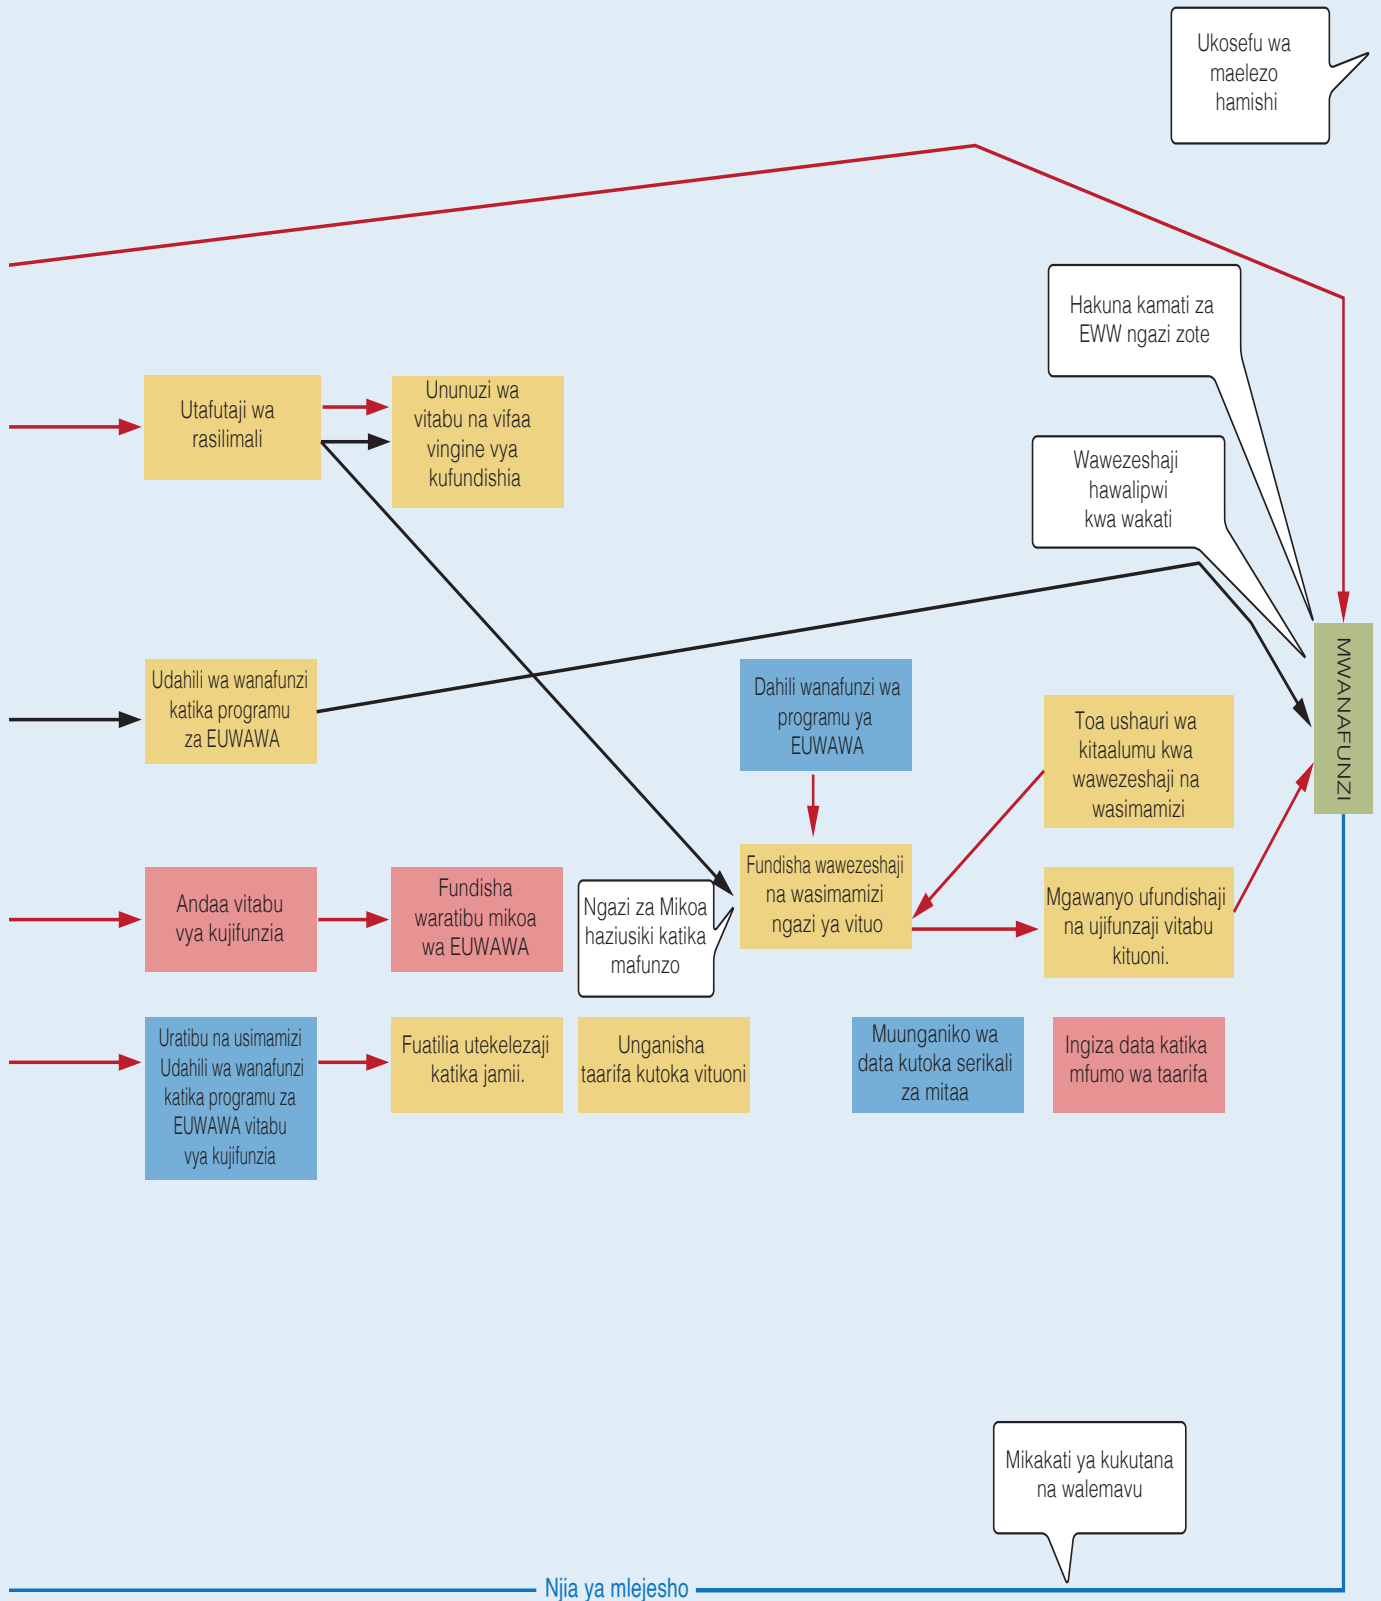 Ukosefu wa
maelezo
hamishi
Hakuna kamati za
EWW ngazi zote
Utafutaji wa
rasilimali
Ununuzi wa
vitabu na vifaa
vingine vya
kufundishia
Wawezeshaji
hawalipwi
kwa wakati
MWANAFUNZI
Udahili wa wanafunzi
katika programu
za EUWAWA
Dahili wanafunzi wa
programu ya
EUWAWA
Toa ushauri wa
kitaalumu kwa
wawezeshaji na
wasimamizi
Andaa vitabu
vya kujifunzia
Fundisha
waratibu mikoa
wa EUWAWA
Ngazi za Mikoa
haziusiki katika
mafunzo
Fundisha wawezeshaji
na wasimamizi
ngazi ya vituo
Mgawanyo ufundishaji
na ujifunzaji vitabu
kituoni.
Uratibu na usimamizi
Udahili wa wanafunzi
katika programu za
EUWAWA vitabu
vya kujifunzia
Fuatilia utekelezaji
katika jamii.
Unganisha
taarifa kutoka vituoni
Muunganiko wa
data kutoka serikali
za mitaa
Ingiza data katika
mfumo wa taarifa
Mikakati ya kukutana
na walemavu
Njia ya mlejesho